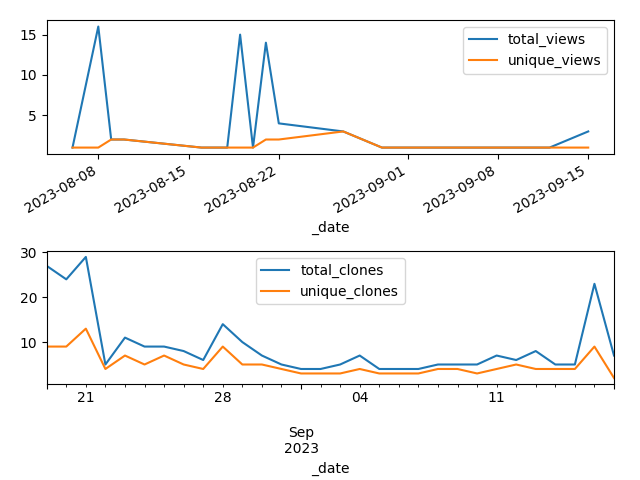 15
10
5
total_views
unique_views
2023-08-08
2023-08-15
2023-08-22
2023-09-01
2023-09-08
2023-09-15
_date
30
20
10
total_clones
unique_clones
21
28
04
11
Sep
2023
_date